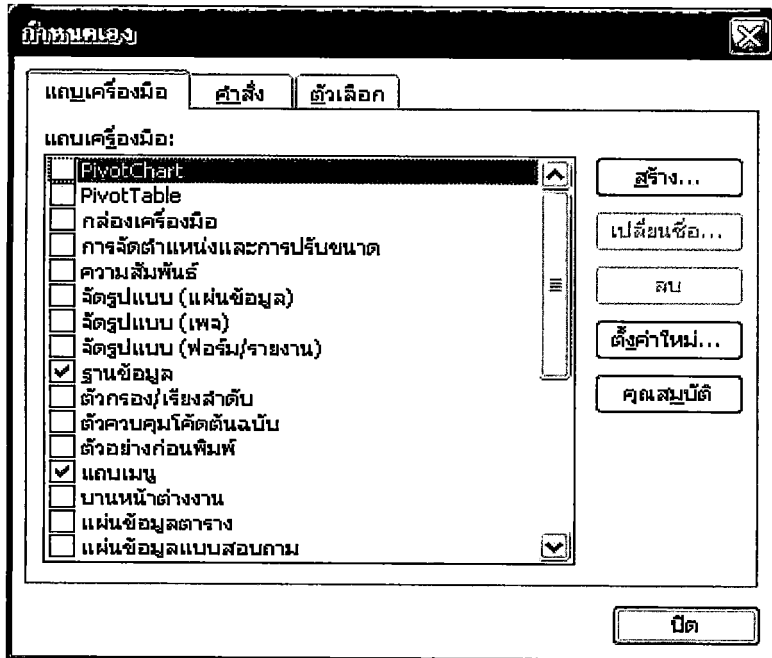 กำหนดเอง
แถบเครื่องมือ คำสั่ง ตัวเลือก
แถบเครื่องมือ:
PivotChart
PivotTable
กล่องเครื่องมือ
การจัดตำแหน่งและการปรับขนาด
ความสัมพันธ์
จัดรูปแบบ (แผ่นข้อมูล)
จัดรูปแบบ (เพจ)
จัดรูปแบบ (ฟอร์ม/รายงาน)
ฐานข้อมูล
ตัวกรอง/เรียงลำดับ
ตัวควบคุมโค้ดต้นฉบับ
ตัวอย่างก่อนพิมพ์
แถบเมนู
บานหน้าต่างงาน
แผ่นข้อมูลตาราง
แผ่นข้อมูลแบบสอบถาม
สร้าง...
เปลี่ยนชื่อ...
ลบ
ตั้งค่าใหม่...
คุณสมบัติ
ปิด